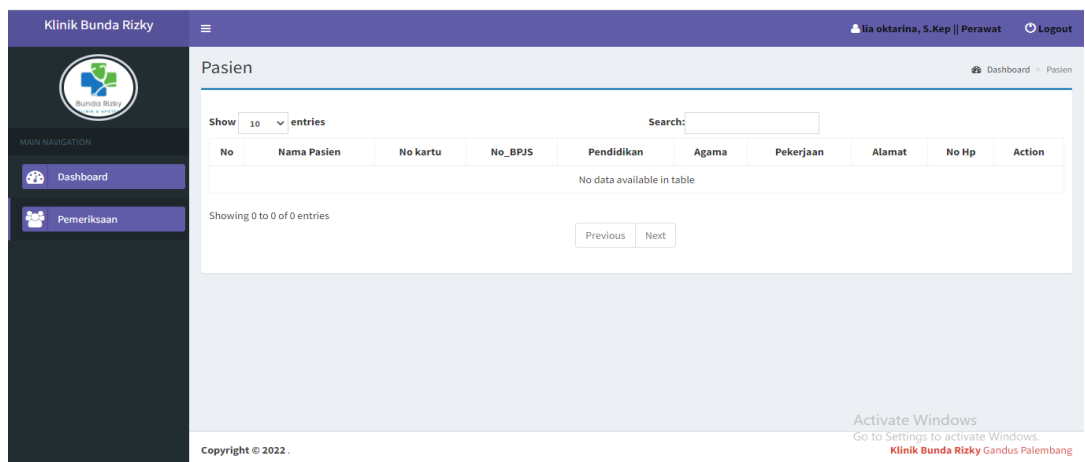 Klinik Bunda Rizky
lia oktarina, S.Kep || Perawat Logout
Bunda Rizky
Pasien
Dashboard > Pasien
MAIN NAVIGATION
Dashboard
Pemeriksaan
Show 10 entries Search:
No Nama Pasien No kartu No_BPJS Pendidikan Agama Pekerjaan Alamat No Hp Action
No data available in table
Showing 0 to 0 of 0 entries
Previous Next
Activate Windows
Go to Settings to activate Windows.
Copyright © 2022 . Klinik Bunda Rizky Gandus Palembang